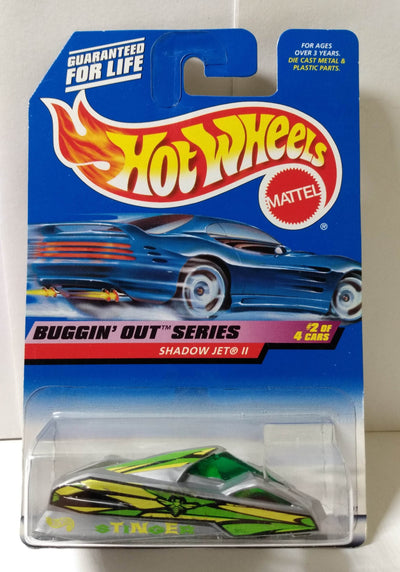 GUARANTEED
FOR LIFE
FOR AGES
OVER 3 YEARS.
DIE CAST METAL &
PLASTIC PARTS.
HOT WHEELS
MATTEL
®
BUGGIN' OUT™ SERIES
#2 OF
4 CARS
SHADOW JET® II